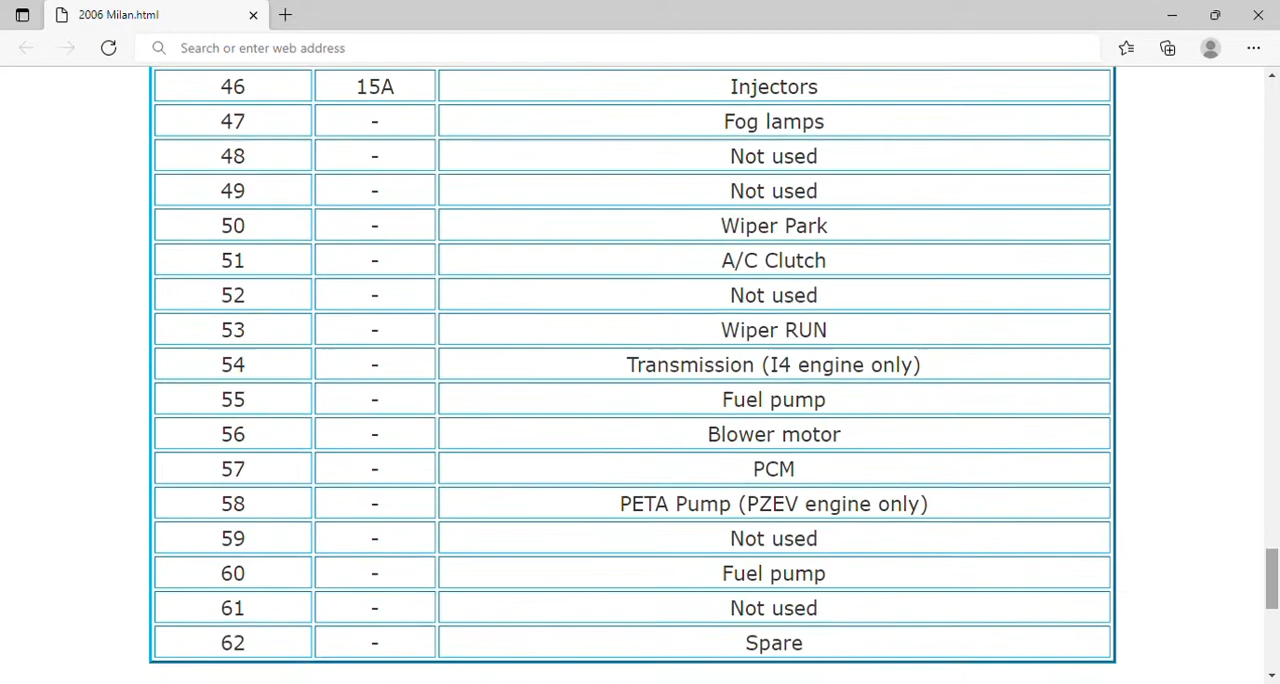 2006 Milan.html
Search or enter web address
46 15A Injectors
47 - Fog lamps
48 - Not used
49 - Not used
50 - Wiper Park
51 - A/C Clutch
52 - Not used
53 - Wiper RUN
54 - Transmission (I4 engine only)
55 - Fuel pump
56 - Blower motor
57 - PCM
58 - PETA Pump (PZEV engine only)
59 - Not used
60 - Fuel pump
61 - Not used
62 - Spare